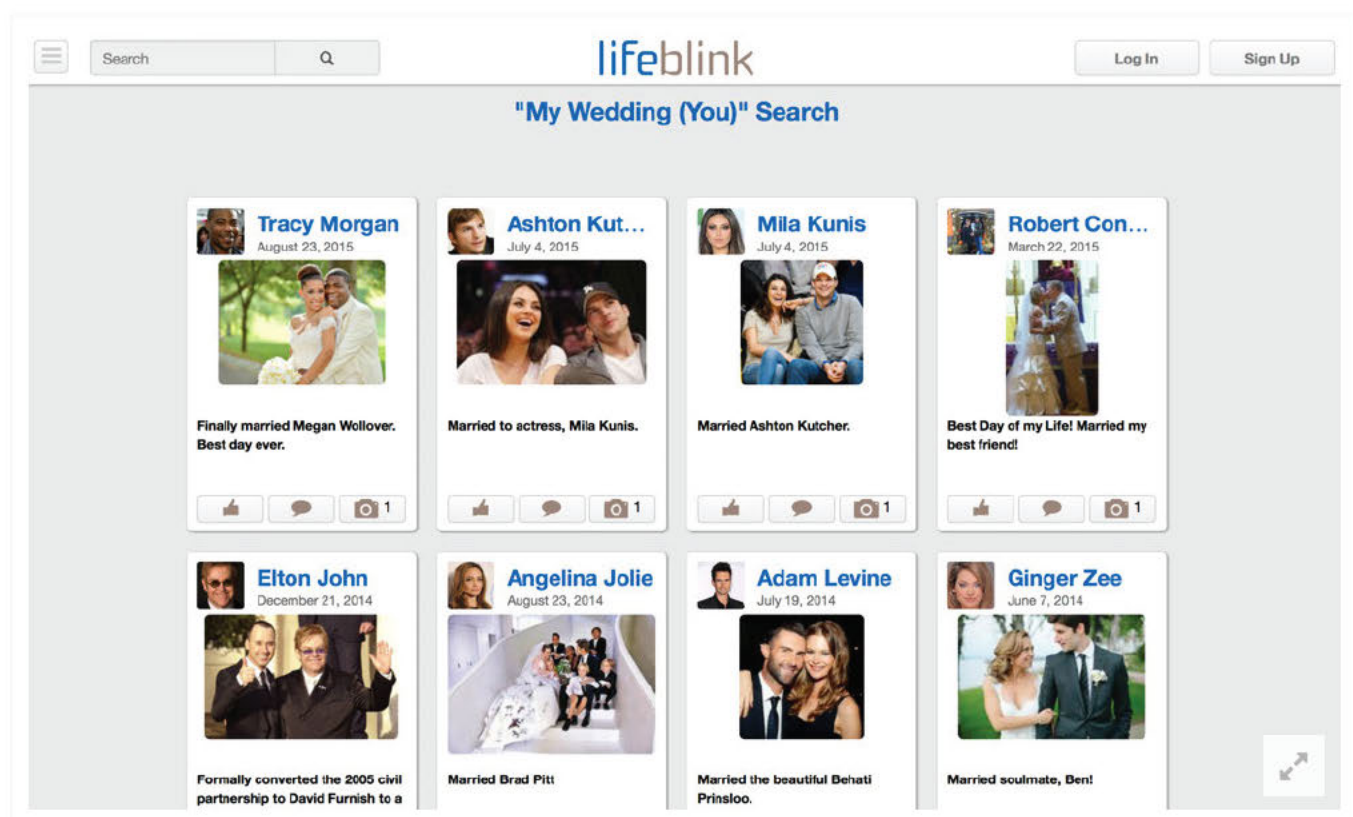 Search
lifeblink
Log In
Sign Up
"My Wedding (You)" Search
Tracy Morgan
August 23, 2015
Finally married Megan Wollover.
Best day ever.
1
Ashton Kut...
July 4, 2015
Married to actress, Mila Kunis.
1
Mila Kunis
July 4, 2015
Married Ashton Kutcher.
1
Robert Con...
March 22, 2015
Best Day of my Life! Married my
best friend!
1
Elton John
December 21, 2014
Formally converted the 2005 civil
partnership to David Furnish to a
Angelina Jolie
August 23, 2014
Married Brad Pitt
Adam Levine
July 19, 2014
Married the beautiful Behati
Prinsloo.
Ginger Zee
June 7, 2014
Married soulmate, Ben!